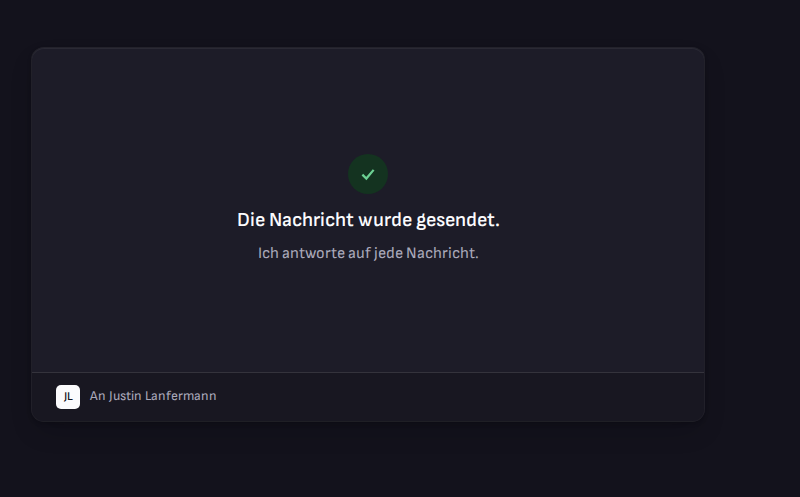 Die Nachricht wurde gesendet.
Ich antworte auf jede Nachricht.
JL An Justin Lanfermann